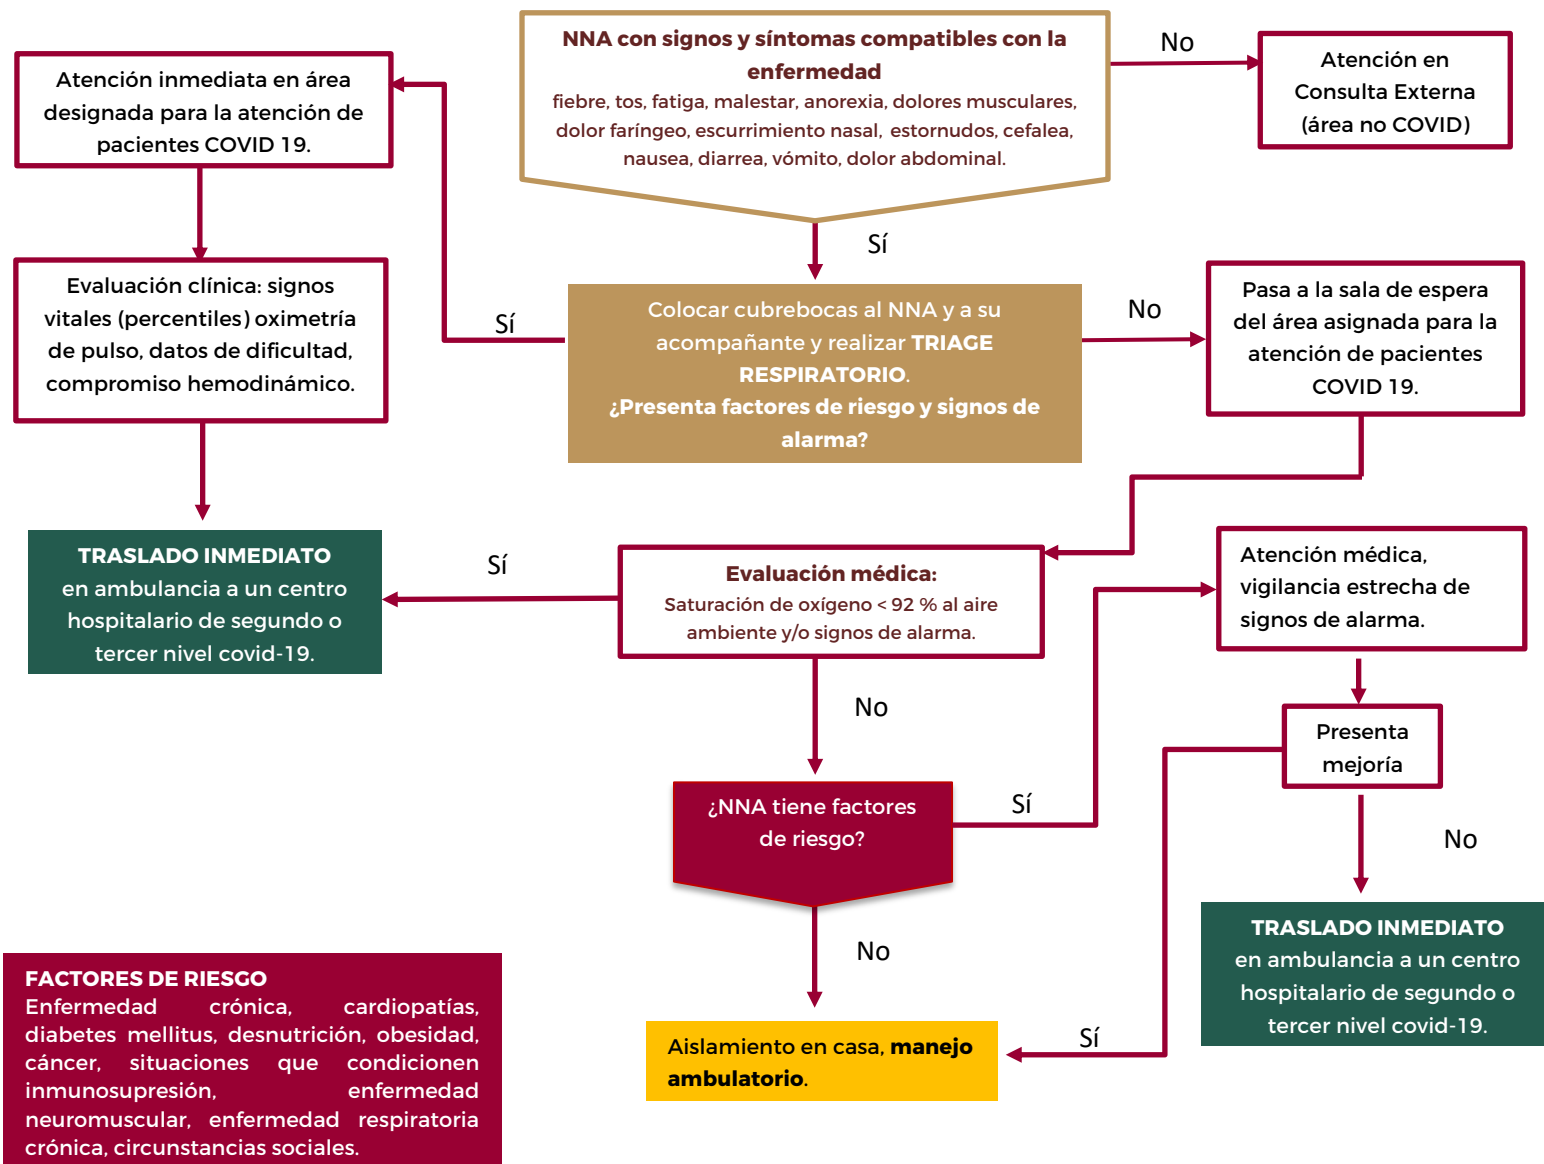 NNA con signos y síntomas compatibles con la
enfermedad
fiebre, tos, fatiga, malestar, anorexia, dolores musculares,
dolor faríngeo, escurrimiento nasal, estornudos, cefalea,
nausea, diarrea, vómito, dolor abdominal.
No
Atención en
Consulta Externa
(área no COVID)
Atención inmediata en área
designada para la atención de
pacientes COVID 19.
Sí
Evaluación clínica: signos
vitales (percentiles) oximetría
de pulso, datos de dificultad,
compromiso hemodinámico.
Sí
Colocar cubrebocas al NNA y a su
acompañante y realizar TRIAGE
RESPIRATORIO.
¿Presenta factores de riesgo y signos de
alarma?
No
Pasa a la sala de espera
del área asignada para la
atención de pacientes
COVID 19.
TRASLADO INMEDIATO
en ambulancia a un centro
hospitalario de segundo o
tercer nivel covid-19.
Sí
Evaluación médica:
Saturación de oxígeno < 92 % al aire
ambiente y/o signos de alarma.
Atención médica,
vigilancia estrecha de
signos de alarma.
No
Presenta
mejoría
¿NNA tiene factores
de riesgo?
Sí
No
No
TRASLADO INMEDIATO
en ambulancia a un centro
hospitalario de segundo o
tercer nivel covid-19.
FACTORES DE RIESGO
Enfermedad crónica, cardiopatías,
diabetes mellitus, desnutrición, obesidad,
cáncer, situaciones que condicionen
inmunosupresión, enfermedad
neuromuscular, enfermedad respiratoria
crónica, circunstancias sociales.
Aislamiento en casa, manejo
ambulatorio.
Sí